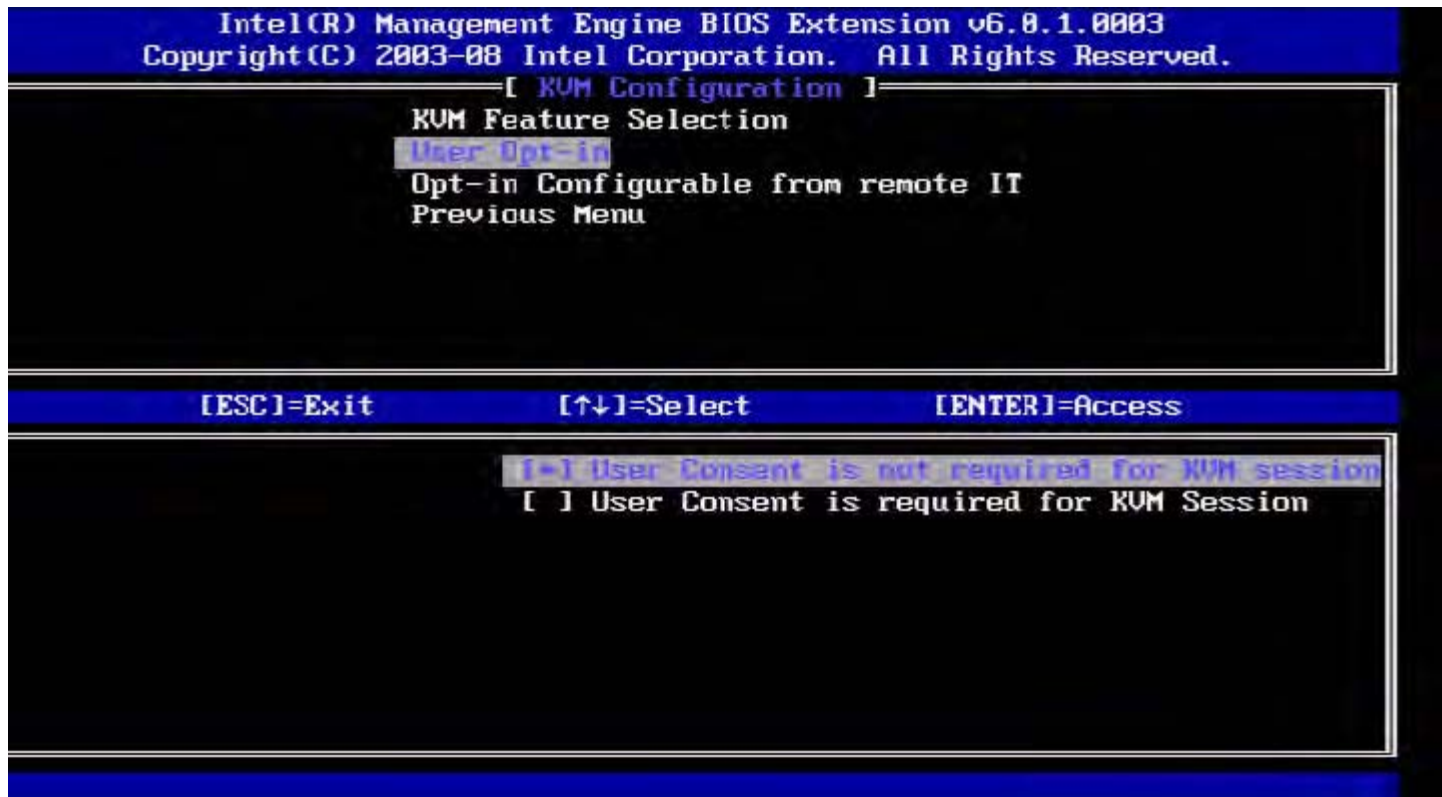 Intel(R) Management Engine BIOS Extension v6.0.1.0003
Copyright(C) 2003-08 Intel Corporation. All Rights Reserved.
[ KVM Configuration ]
KVM Feature Selection
User Opt-in
Opt-in Configurable from remote IT
Previous Menu
[ESC]=Exit [↑↓]=Select [ENTER]=Access
[*] User Consent is not required for KVM session
[ ] User Consent is required for KVM Session